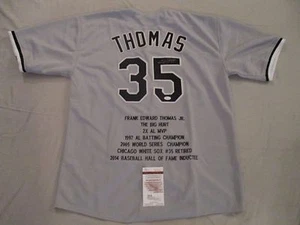 THOMAS
35
FRANK EDWARD THOMAS JR.
THE BIG HURT
2X AL MVP
1997 AL BATTING CHAMPION
2005 WORLD SERIES CHAMPION
CHICAGO WHITE SOX #35 RETIRED
2014 BASEBALL HALL OF FAME INDUCTEE